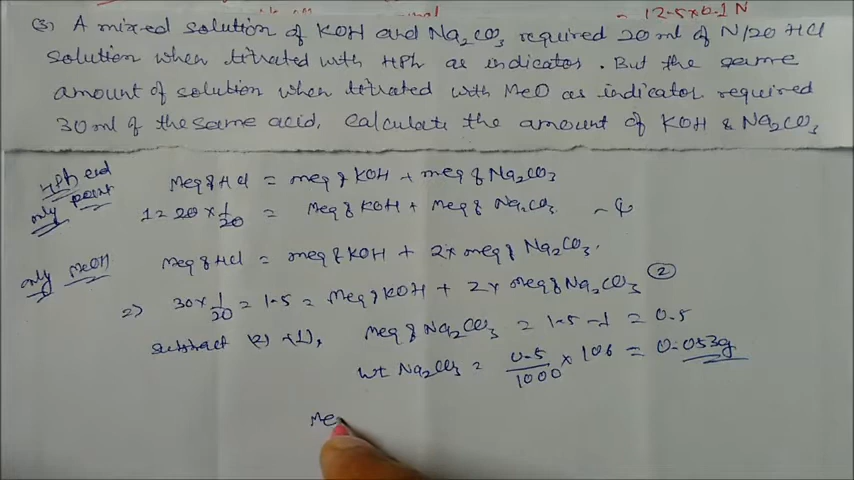 12.5x0.1 N
(3) A mixed solution of KOH and Na2CO3 required 20 ml of N/20 HCl
solution when titrated with HPh as indicator. But the same
amount of solution when titrated with MeO as indicator required
30 ml of the same acid. Calculate the amount of KOH & Na2CO3
HPh end point only
meq of HCl = meq of KOH + meq of Na2CO3
1 = 20 x 1/20 = meq of KOH + meq of Na2CO3 —
only MeOH
meq of HCl = meq of KOH + 2x meq of Na2CO3.
=) 30 x 1/20 = 1.5 = meq of KOH + 2x meq of Na2CO3 (2)
subtract (2) -(1), meq of Na2CO3 = 1.5 - 1 = 0.5
wt Na2CO3 = 0.5/1000 x 106 = 0.053g
Me